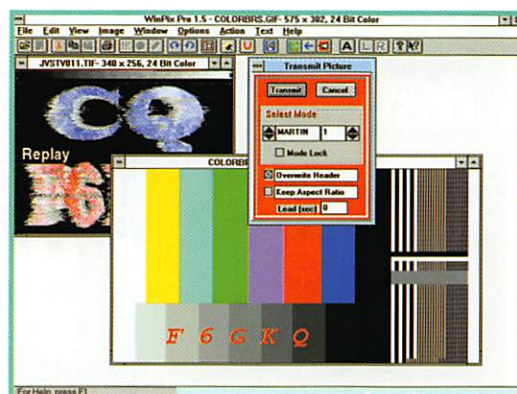 WinPix Pro 1.5 - COLORBRS.GIF- 575 x 302, 24 Bit Color
File Edit View Image Window Options Action Text Help
A L R ? K?
JVSTV011.TIF- 340 x 256, 24 Bit Color
CQ
Replay
Transmit Picture
Transmit Cancel
Select Mode
MARTIN 1
Mode Lock
Overwrite Header
Keep Aspect Ratio
Lead (sec) 0
F6GKQ
For Help, press F1